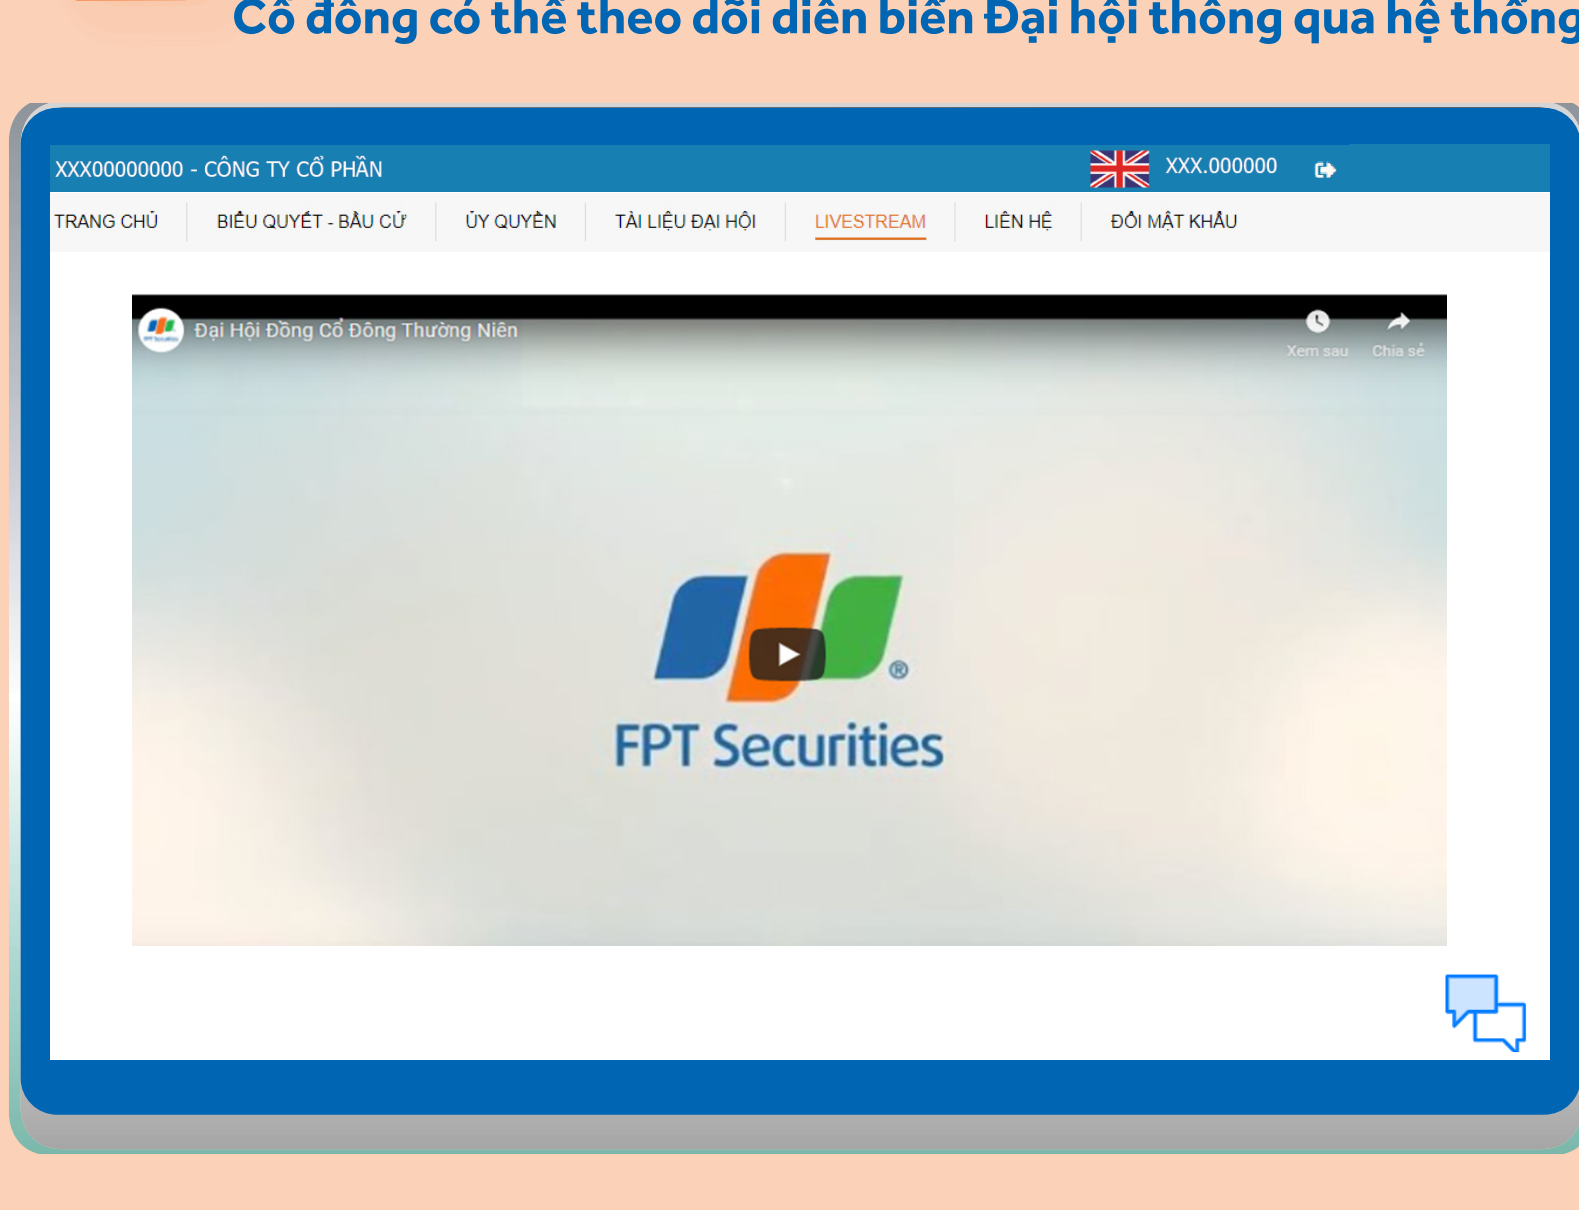 Cổ đông có thể theo dõi diễn biến Đại hội thông qua hệ thống
XXX00000000 - CÔNG TY CỔ PHẦN
XXX.000000
TRANG CHỦ
BIỂU QUYẾT - BẦU CỬ
ỦY QUYỀN
TÀI LIỆU ĐẠI HỘI
LIVESTREAM
LIÊN HỆ
ĐỔI MẬT KHẨU
Đại Hội Đồng Cổ Đông Thường Niên
Xem sau
Chia sẻ
®
FPT Securities